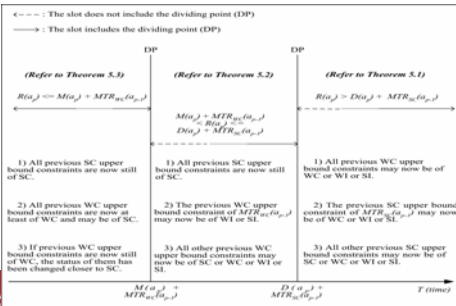 <--- : The slot does not include the dividing point (DP)
——> : The slot includes the dividing point (DP)
DP
DP
(Refer to Theorem 5.3)
(Refer to Theorem 5.2)
(Refer to Theorem 5.1)
R(aₚ) <= M(aₚ) + MTR_WC(aₚ₋₁)
M(aₚ) + MTR_WC(aₚ₋₁)
< R(aₚ) <=
D(aₚ) + MTR_SC(aₚ₋₁)
R(aₚ) > D(aₚ) + MTR_SC(aₚ₋₁)
1) All previous SC upper
bound constraints are now still
of SC.
2) All previous WC upper
bound constraints are now at
least of WC and may be of SC.
3) If previous WC upper
bound constraints are now still
of WC, the status of them has
been changed closer to SC.
1) All previous SC upper
bound constraints are now still
of SC.
2) The previous WC upper
bound constraint of MTR_WC(aₚ₋₁)
may now be of WI or SI.
3) All other previous WC
upper bound constraints may
now be of SC or WC or WI or
SI.
1) All previous WC upper
bound constraints may now be of
WC or WI or SI.
2) The previous SC upper bound
constraint of MTR_SC(aₚ₋₁) may now
be of WC or WI or SI.
3) All other previous SC upper
bound constraints may now be of
SC or WC or WI or SI.
M(aₚ) +
MTR_WC(aₚ₋₁)
D(aₚ) +
MTR_SC(aₚ₋₁)
T (time)